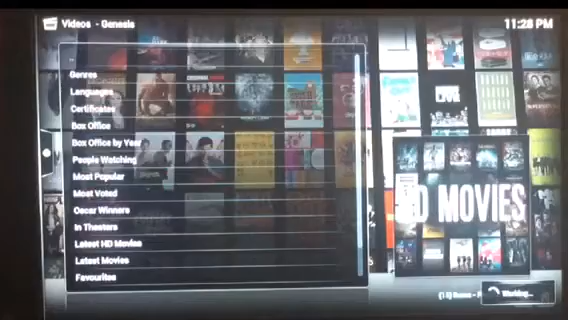 Videos - Genesis
11:28 PM
..
Genres
Languages
Certificates
Box Office
Box Office by Year
People Watching
Most Popular
Most Voted
Oscar Winners
In Theaters
Latest HD Movies
Latest Movies
Favourites
HD MOVIES
Working...